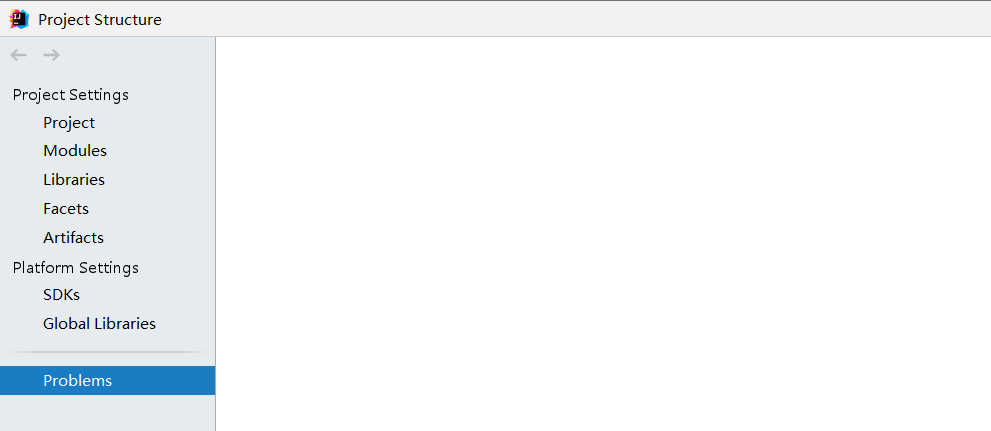 Project Structure
Project Settings
Project
Modules
Libraries
Facets
Artifacts
Platform Settings
SDKs
Global Libraries
Problems